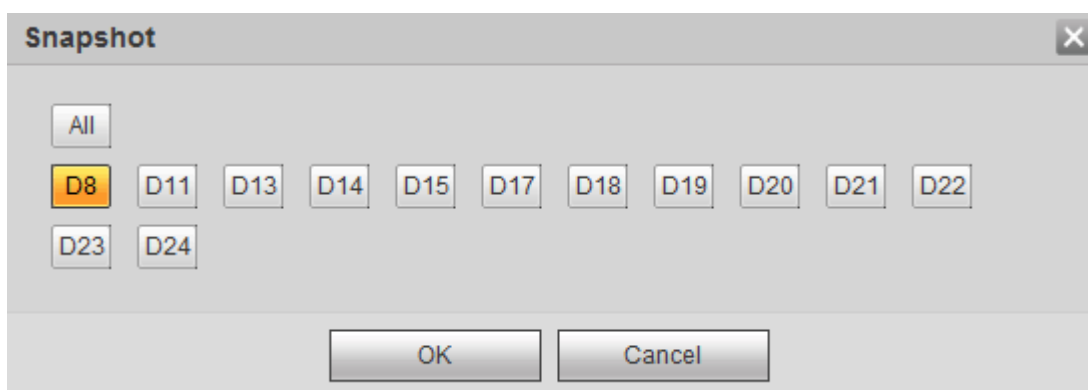 Snapshot
All
D8 D11 D13 D14 D15 D17 D18 D19 D20 D21 D22
D23 D24
OK Cancel